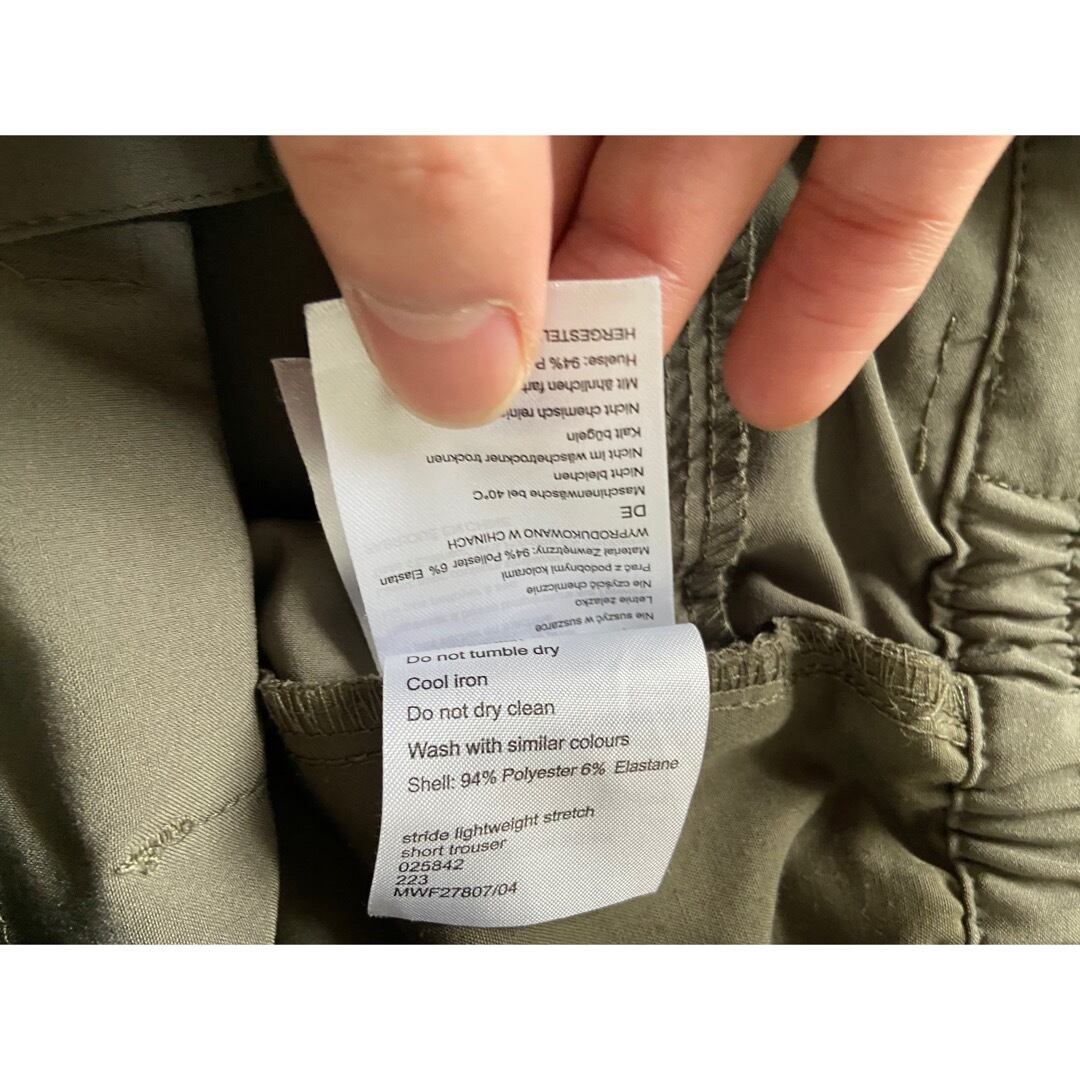 Do not tumble dry
Cool iron
Do not dry clean
Wash with similar colours
Shell: 94% Polyester 6% Elastane
stride lightweight stretch
short trouser
025842
223
MWF27807/04
Nie suszyć w suszarce
Letnie żelazko
Nie czyścić chemicznie
Prać z podobnymi kolorami
Materiał Zewnętrzny: 94% Poliester 6% Elastan
WYPRODUKOWANO W CHINACH
DE
Maschinenwäsche bei 40°C
Nicht bleichen
Nicht im wäschetrockner trocknen
Kalt bügeln
Nicht chemisch
Mit ähnlichen
Huelse: 94%